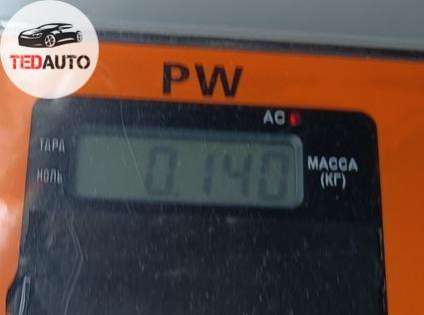 TEDAUTO
PW
AC
ТАРА
НОЛЬ
0.140
МАССА
(КГ)